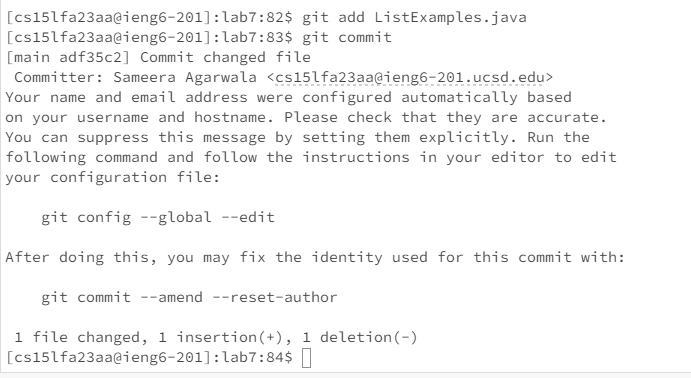 [cs15lfa23aa@ieng6-201]:lab7:82$ git add ListExamples.java
[cs15lfa23aa@ieng6-201]:lab7:83$ git commit
[main adf35c2] Commit changed file
 Committer: Sameera Agarwala <cs15lfa23aa@ieng6-201.ucsd.edu>
Your name and email address were configured automatically based
on your username and hostname. Please check that they are accurate.
You can suppress this message by setting them explicitly. Run the
following command and follow the instructions in your editor to edit
your configuration file:

    git config --global --edit

After doing this, you may fix the identity used for this commit with:

    git commit --amend --reset-author

 1 file changed, 1 insertion(+), 1 deletion(-)
[cs15lfa23aa@ieng6-201]:lab7:84$